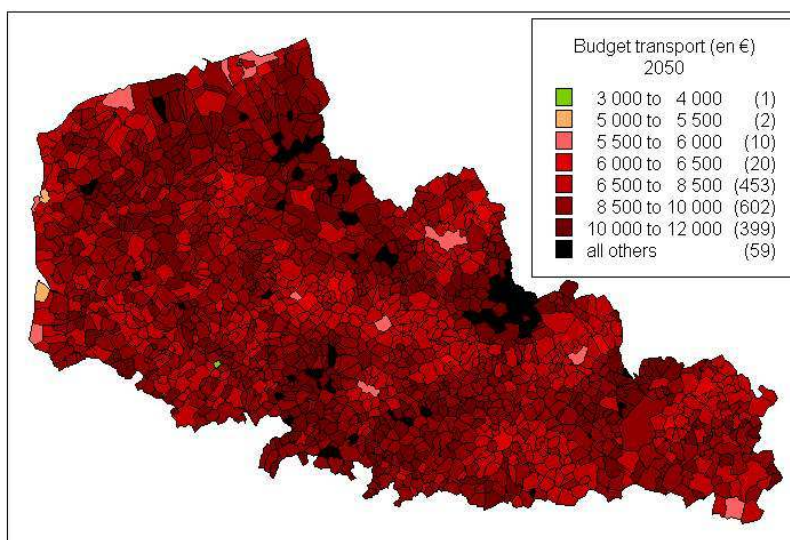 Budget transport (en €)
2050
3 000 to 4 000 (1)
5 000 to 5 500 (2)
5 500 to 6 000 (10)
6 000 to 6 500 (20)
6 500 to 8 500 (453)
8 500 to 10 000 (602)
10 000 to 12 000 (399)
all others (59)